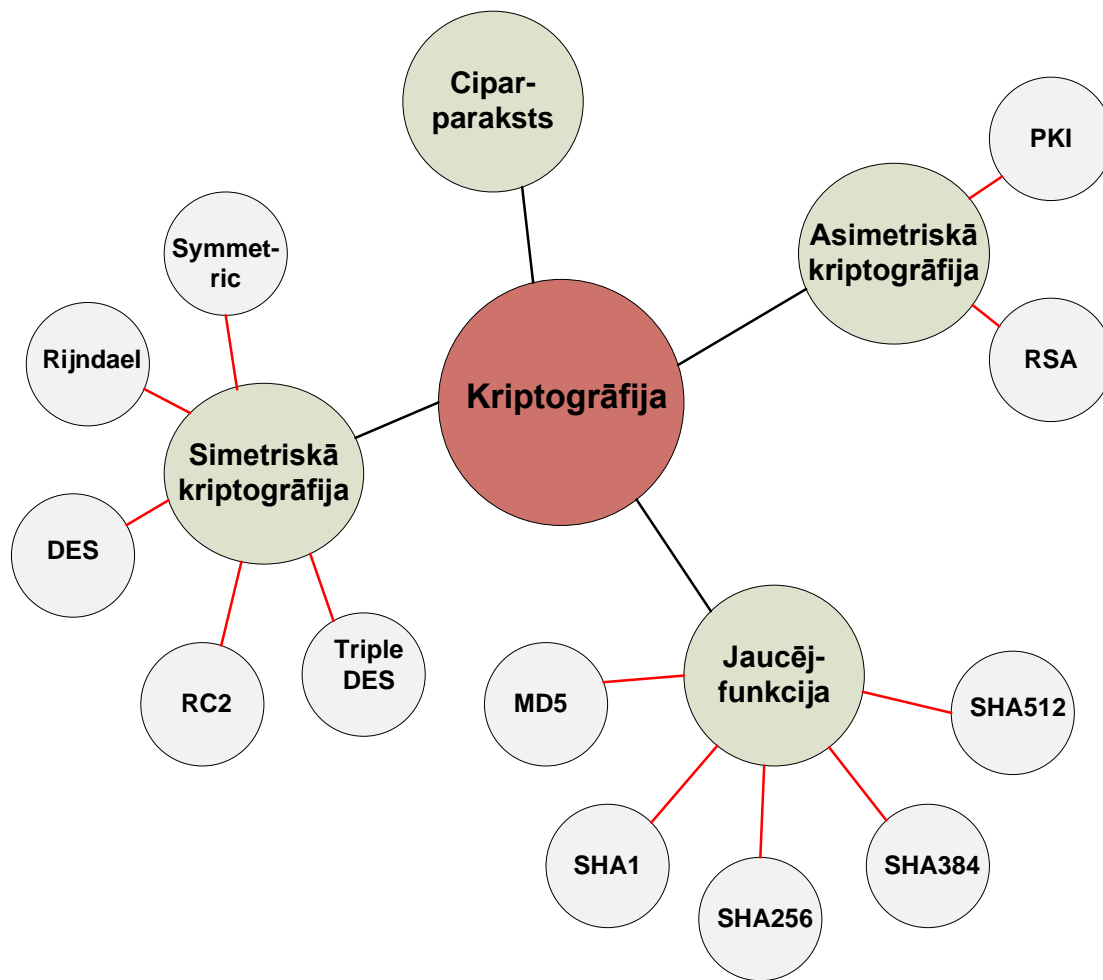 Cipar-
paraksts
PKI
Asimetriskā
kriptogrāfija
RSA
Symmet-
ric
Rijndael
Kriptogrāfija
Simetriskā
kriptogrāfija
DES
RC2
Triple
DES
Jaucēj-
funkcija
MD5
SHA512
SHA1
SHA256
SHA384